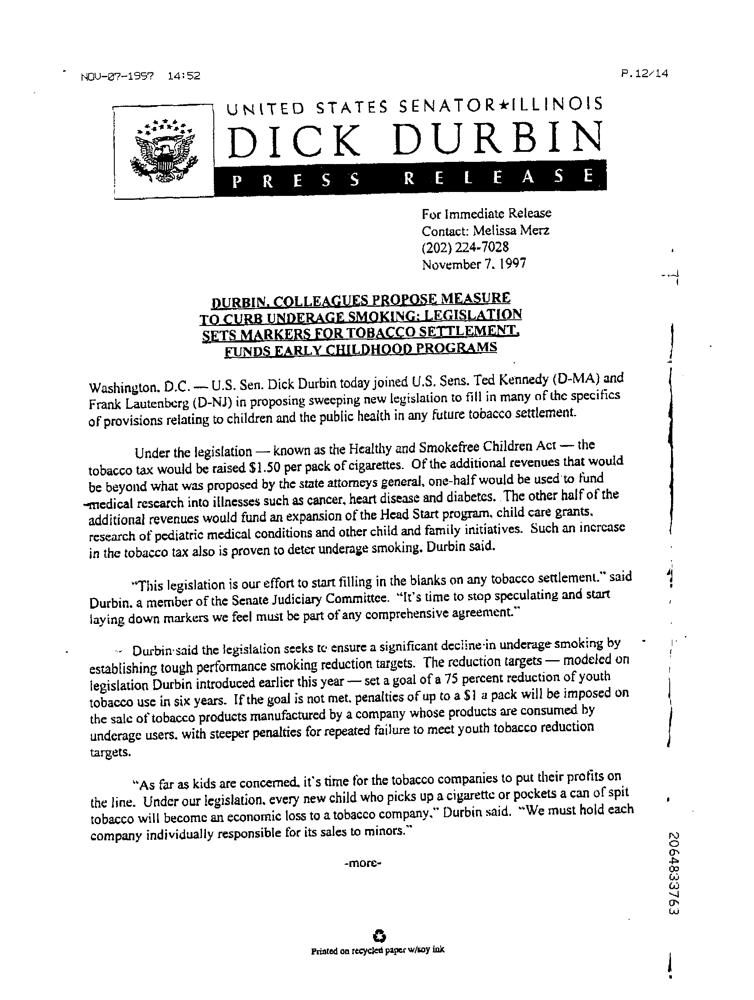 NOV-07-1997 14:52
P.12/14
UNITED STATES SENATOR★ILLINOIS
DICK DURBIN
PRESS RELEASE
For Immediate Release
Contact: Melissa Merz
(202) 224-7028
November 7, 1997
DURBIN, COLLEAGUES PROPOSE MEASURE
TO CURB UNDERAGE SMOKING; LEGISLATION
SETS MARKERS FOR TOBACCO SETTLEMENT,
FUNDS EARLY CHILDHOOD PROGRAMS
Washington, D.C. — U.S. Sen. Dick Durbin today joined U.S. Sens. Ted Kennedy (D-MA) and
Frank Lautenberg (D-NJ) in proposing sweeping new legislation to fill in many of the specifics
of provisions relating to children and the public health in any future tobacco settlement.
Under the legislation — known as the Healthy and Smokefree Children Act — the
tobacco tax would be raised $1.50 per pack of cigarettes. Of the additional revenues that would
be beyond what was proposed by the state attorneys general, one-half would be used to fund
medical research into illnesses such as cancer, heart disease and diabetes. The other half of the
additional revenues would fund an expansion of the Head Start program, child care grants,
research of pediatric medical conditions and other child and family initiatives. Such an increase
in the tobacco tax also is proven to deter underage smoking, Durbin said.
"This legislation is our effort to start filling in the blanks on any tobacco settlement," said
Durbin, a member of the Senate Judiciary Committee. "It's time to stop speculating and start
laying down markers we feel must be part of any comprehensive agreement."
Durbin said the legislation seeks to ensure a significant decline in underage smoking by
establishing tough performance smoking reduction targets. The reduction targets — modeled on
legislation Durbin introduced earlier this year — set a goal of a 75 percent reduction of youth
tobacco use in six years. If the goal is not met, penalties of up to a $1 a pack will be imposed on
the sale of tobacco products manufactured by a company whose products are consumed by
underage users, with steeper penalties for repeated failure to meet youth tobacco reduction
targets.
"As far as kids are concerned, it's time for the tobacco companies to put their profits on
the line. Under our legislation, every new child who picks up a cigarette or pockets a can of spit
tobacco will become an economic loss to a tobacco company," Durbin said. "We must hold each
company individually responsible for its sales to minors."
-more-
2064833763
Printed on recycled paper w/soy ink